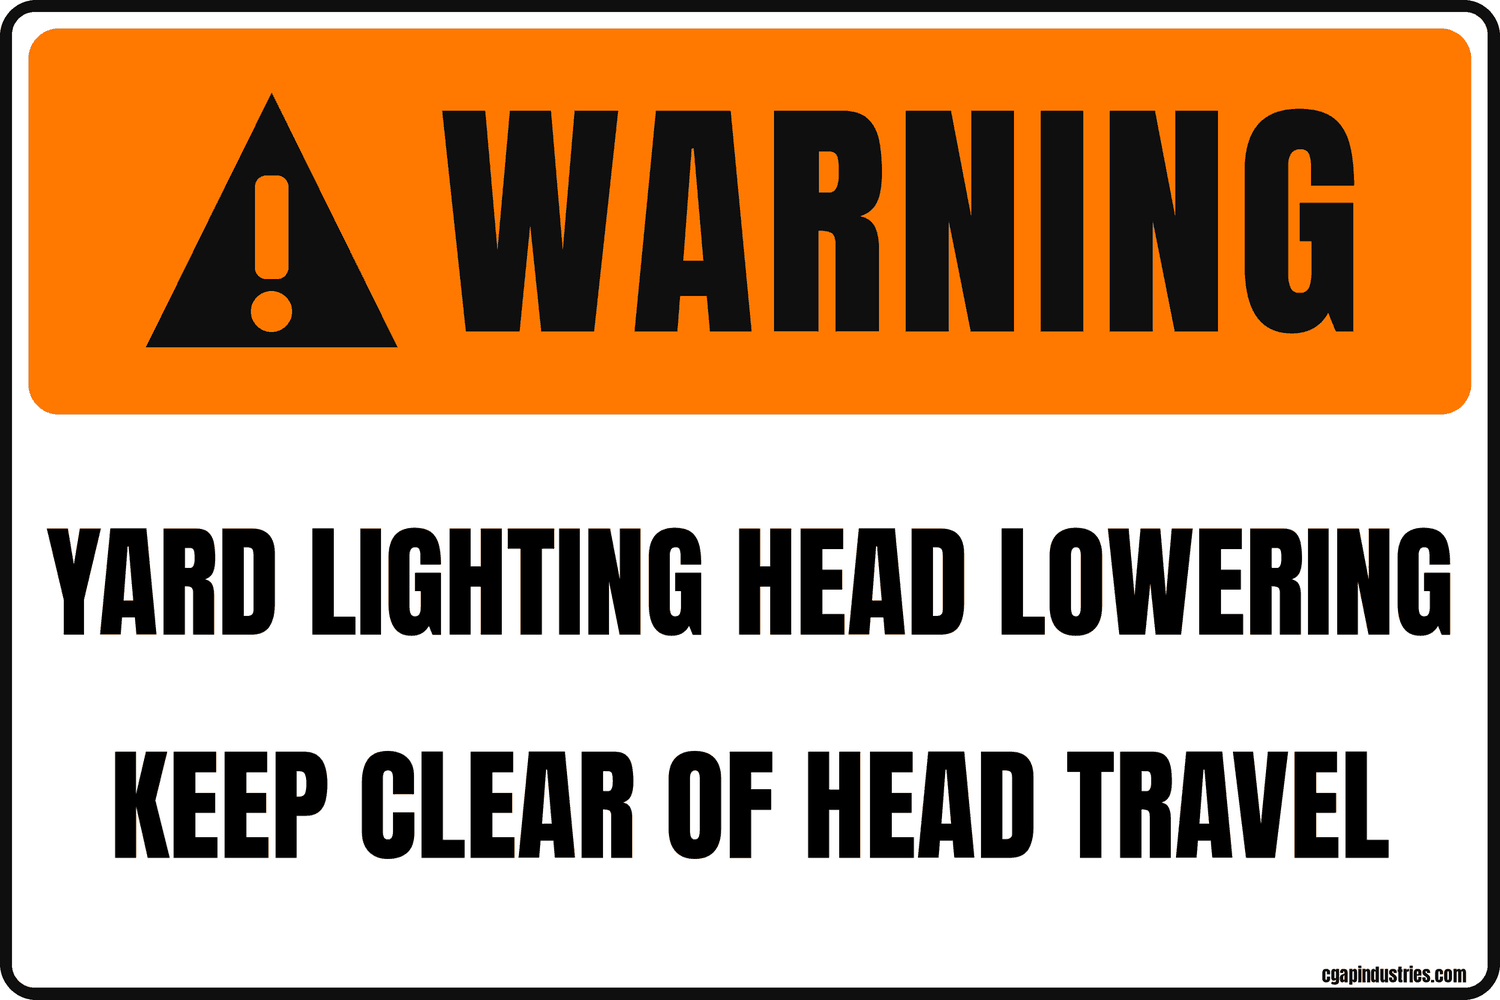 WARNING
YARD LIGHTING HEAD LOWERING
KEEP CLEAR OF HEAD TRAVEL
cgapindustries.com